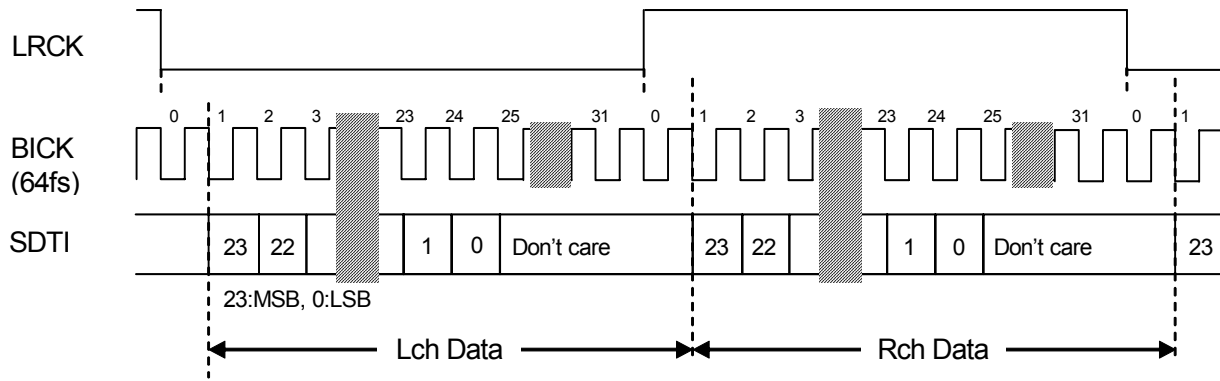 LRCK
0 1 2 3 23 24 25 31 0 1 2 3 23 24 25 31 0 1
BICK
(64fs)
SDTI
23 22 1 0 Don't care 23 22 1 0 Don't care 23
23:MSB, 0:LSB
Lch Data Rch Data